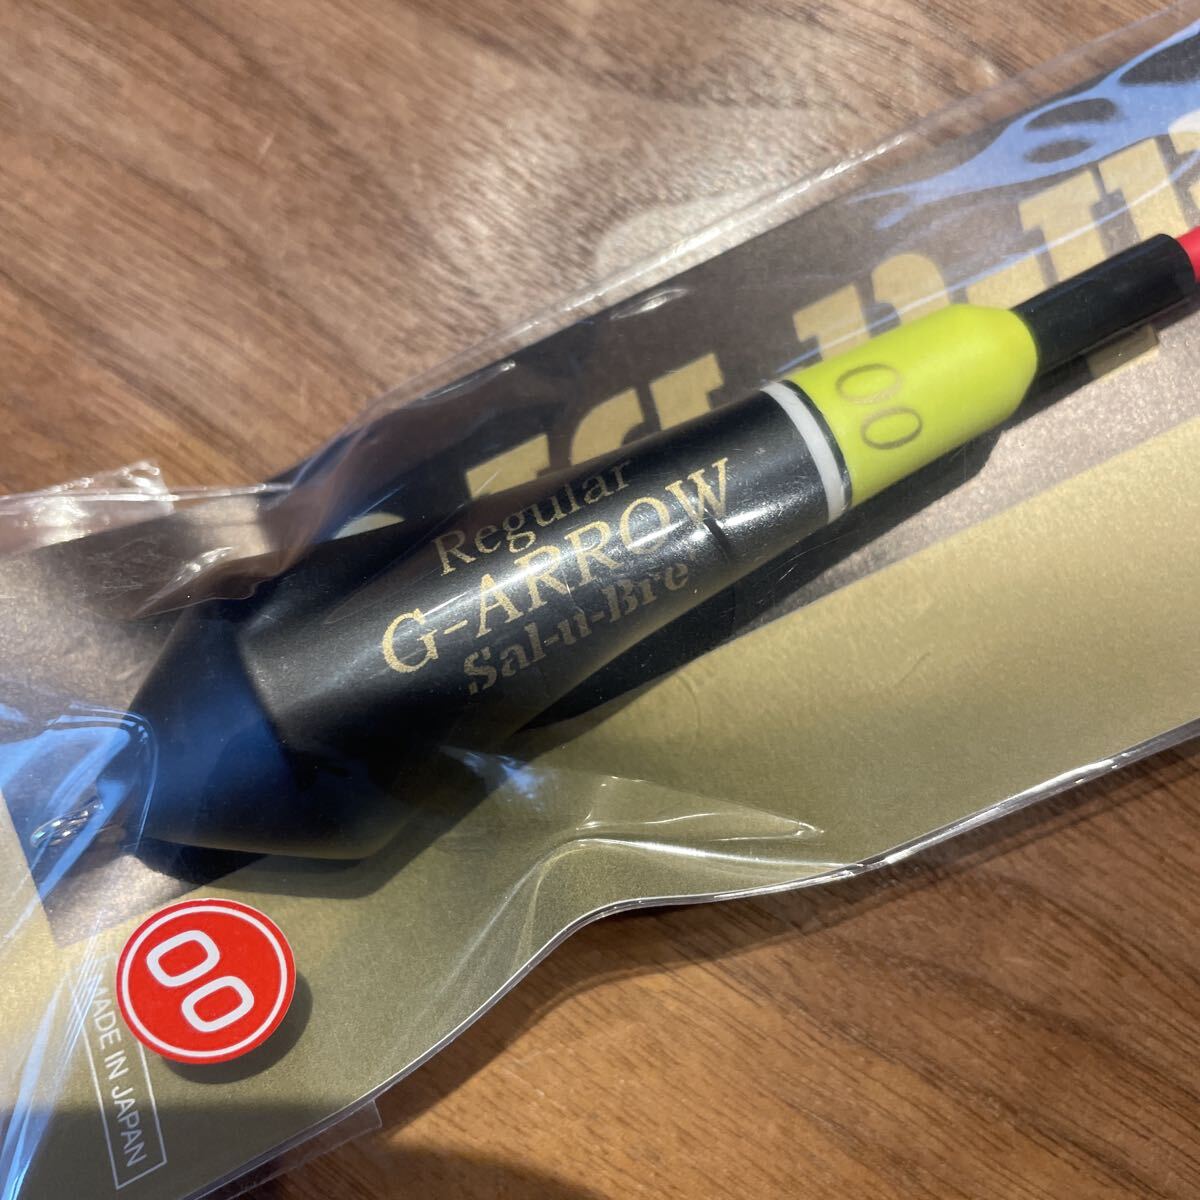 Regular
G-ARROW
Sal-u-Bre
00
00
MADE IN JAPAN